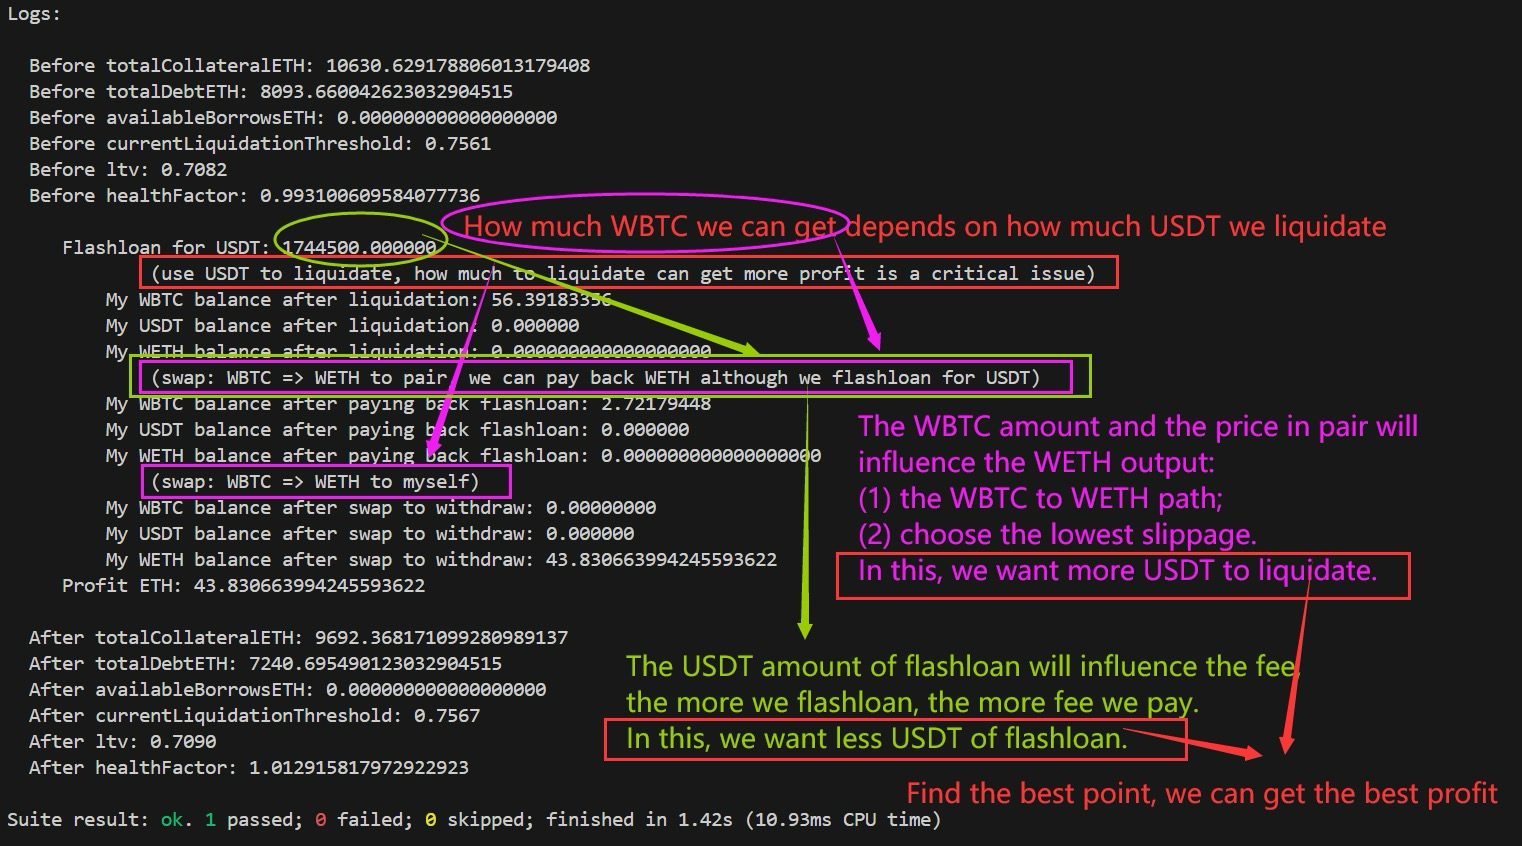 Logs:
Before totalCollateralETH: 10630.629178806013179408
Before totalDebtETH: 8093.660042623032904515
Before availableBorrowsETH: 0.000000000000000000
Before currentLiquidationThreshold: 0.7561
Before ltv: 0.7082
Before healthFactor: 0.993100609584077736
How much WBTC we can get depends on how much USDT we liquidate
Flashloan for USDT: 1744500.000000
(use USDT to liquidate, how much to liquidate can get more profit is a critical issue)
My WBTC balance after liquidation: 56.39183356
My USDT balance after liquidation: 0.000000
My WETH balance after liquidation: 0.000000000000000000
(swap: WBTC => WETH to pair, we can pay back WETH although we flashloan for USDT)
My WBTC balance after paying back flashloan: 2.72179448
My USDT balance after paying back flashloan: 0.000000
My WETH balance after paying back flashloan: 0.000000000000000000
(swap: WBTC => WETH to myself)
My WBTC balance after swap to withdraw: 0.00000000
My USDT balance after swap to withdraw: 0.000000
My WETH balance after swap to withdraw: 43.830663994245593622
Profit ETH: 43.830663994245593622
The WBTC amount and the price in pair will
influence the WETH output:
(1) the WBTC to WETH path;
(2) choose the lowest slippage.
In this, we want more USDT to liquidate.
After totalCollateralETH: 9692.368171099280989137
After totalDebtETH: 7240.695490123032904515
After availableBorrowsETH: 0.000000000000000000
After currentLiquidationThreshold: 0.7567
After ltv: 0.7090
After healthFactor: 1.012915817972922923
The USDT amount of flashloan will influence the fee,
the more we flashloan, the more fee we pay.
In this, we want less USDT of flashloan.
Find the best point, we can get the best profit
Suite result: ok. 1 passed; 0 failed; 0 skipped; finished in 1.42s (10.93ms CPU time)